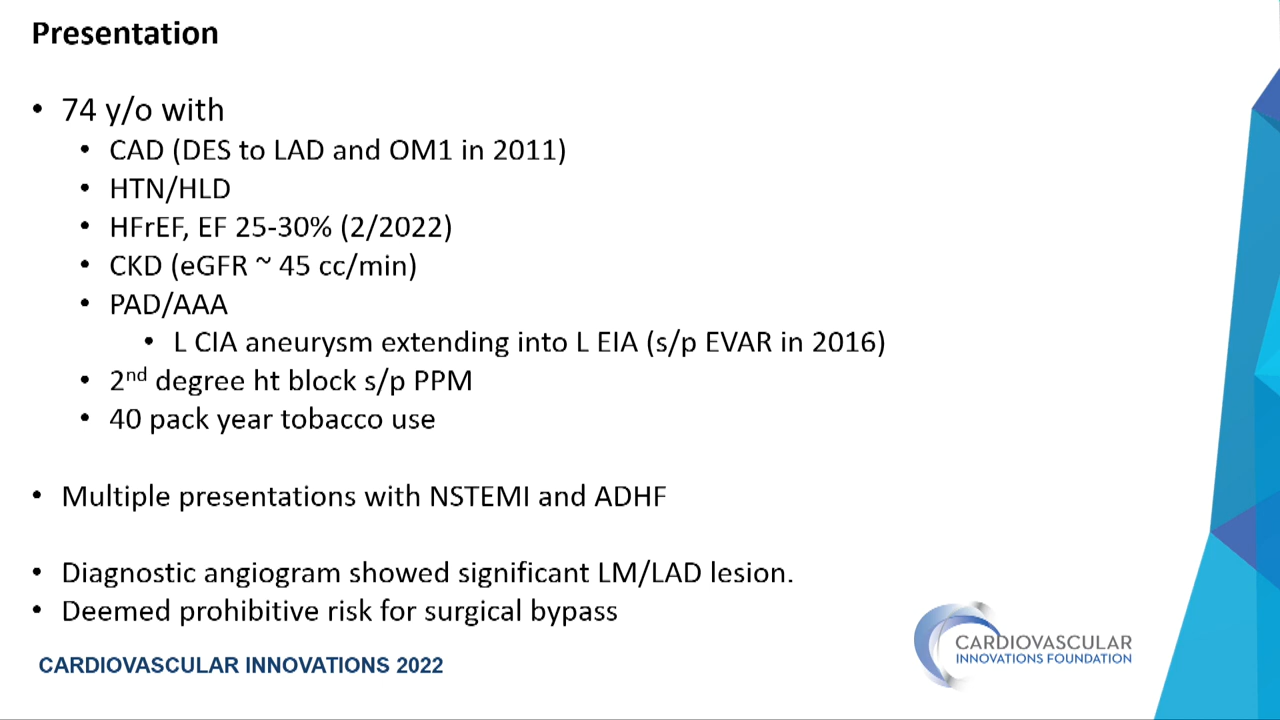 Presentation
• 74 y/o with
• CAD (DES to LAD and OM1 in 2011)
• HTN/HLD
• HFrEF, EF 25-30% (2/2022)
• CKD (eGFR ~ 45 cc/min)
• PAD/AAA
• L CIA aneurysm extending into L EIA (s/p EVAR in 2016)
• 2nd degree ht block s/p PPM
• 40 pack year tobacco use
• Multiple presentations with NSTEMI and ADHF
• Diagnostic angiogram showed significant LM/LAD lesion.
• Deemed prohibitive risk for surgical bypass
CARDIOVASCULAR INNOVATIONS 2022
CARDIOVASCULAR
INNOVATIONS FOUNDATION